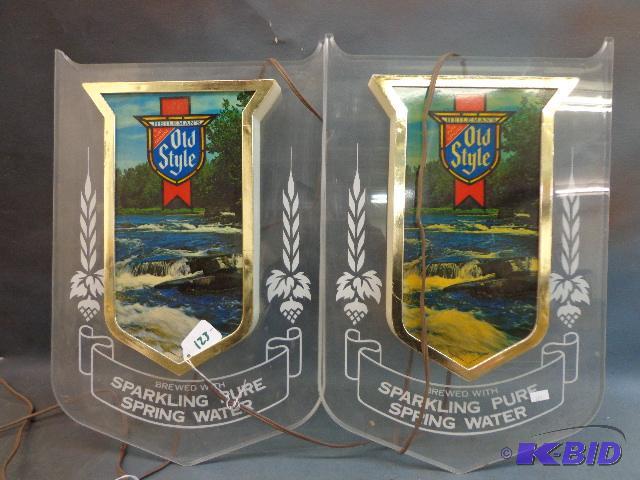 HEILEMAN'S
Old
Style
£21
BREWED WITH
SPARKLING PURE
SPRING WATER
HEILEMAN'S
Old
Style
BREWED WITH
SPARKLING PURE
SPRING WATER
© K-BID